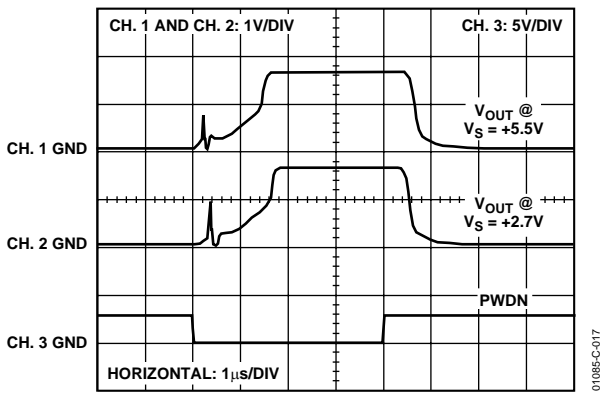 CH. 1 AND CH. 2: 1V/DIV
CH. 3: 5V/DIV
VOUT @
VS = +5.5V
CH. 1 GND
VOUT @
VS = +2.7V
CH. 2 GND
PWDN
CH. 3 GND
HORIZONTAL: 1μs/DIV
01085-C-017